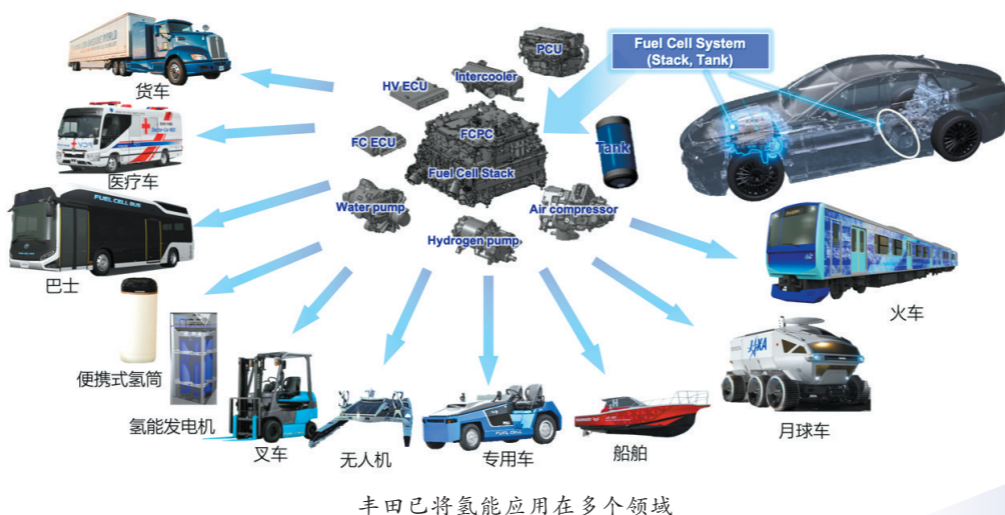 PCU
Fuel Cell System
(Stack, Tank)
Intercooler
HV ECU
货车
FCPC
FC ECU
Tank
Fuel Cell Stack
医疗车
Water pump
Air compressor
FUEL CELL BUS
Hydrogen pump
巴士
火车
JAXA
便携式氢筒
氢能发电机
FUEL CELL
月球车
叉车
无人机
专用车
船舶
丰田已将氢能应用在多个领域